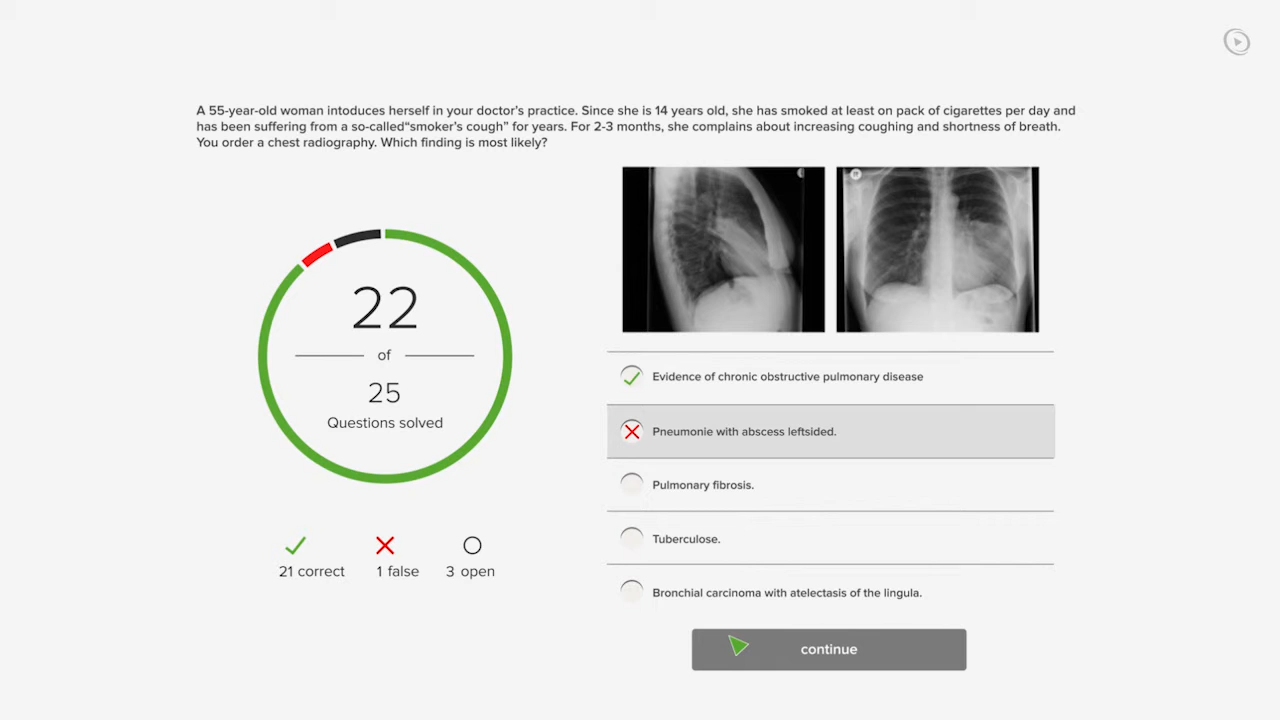 A 55-year-old woman intoduces herself in your doctor's practice. Since she is 14 years old, she has smoked at least on pack of cigarettes per day and
has been suffering from a so-called“smoker's cough” for years. For 2-3 months, she complains about increasing coughing and shortness of breath.
You order a chest radiography. Which finding is most likely?
22
of
25
Questions solved
21 correct
1 false
3 open
Evidence of chronic obstructive pulmonary disease
Pneumonie with abscess leftsided.
Pulmonary fibrosis.
Tuberculose.
Bronchial carcinoma with atelectasis of the lingula.
continue